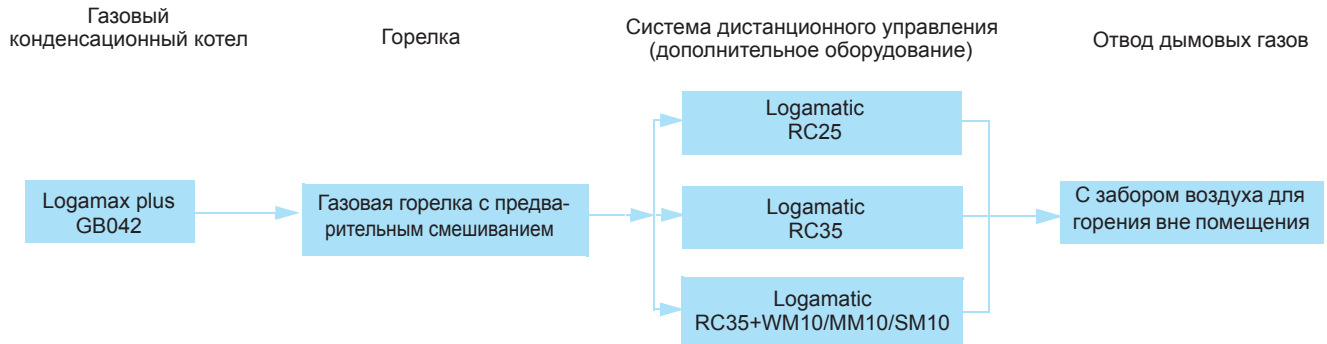 Газовый
конденсационный котел
Горелка
Система дистанционного управления
(дополнительное оборудование)
Отвод дымовых газов
Logamax plus
GB042
Газовая горелка с предва-
рительным смешиванием
Logamatic
RC25
Logamatic
RC35
Logamatic
RC35+WM10/MM10/SM10
С забором воздуха для
горения вне помещения